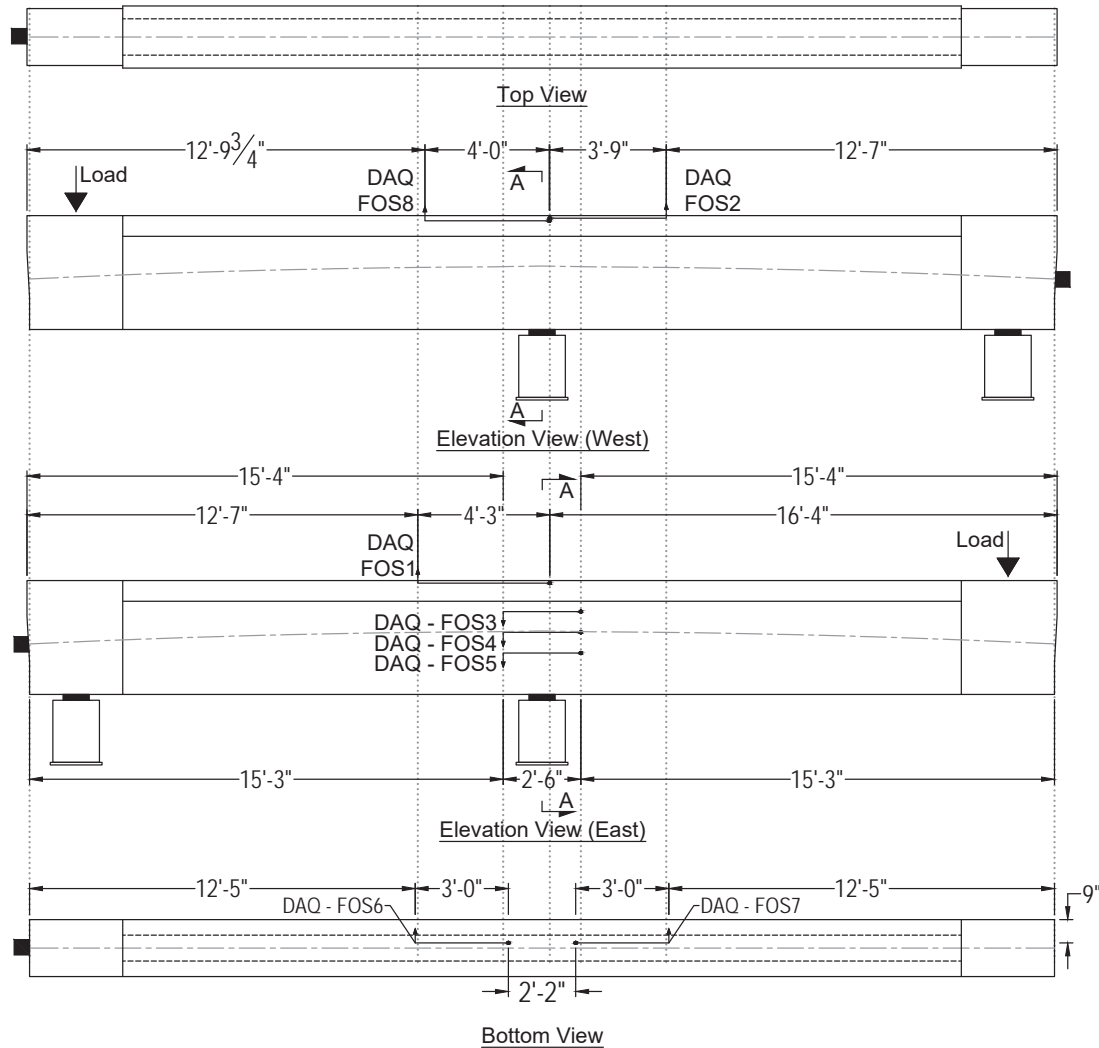 Top View
12'-9 3/4"
4'-0"
3'-9"
12'-7"
Load
DAQ
FOS8
A
DAQ
FOS2
A
Elevation View (West)
15'-4"
15'-4"
A
12'-7"
4'-3"
16'-4"
DAQ
FOS1
Load
DAQ - FOS3
DAQ - FOS4
DAQ - FOS5
15'-3"
2'-6"
15'-3"
A
Elevation View (East)
12'-5"
3'-0"
3'-0"
12'-5"
9"
DAQ - FOS6
DAQ - FOS7
2'-2"
Bottom View